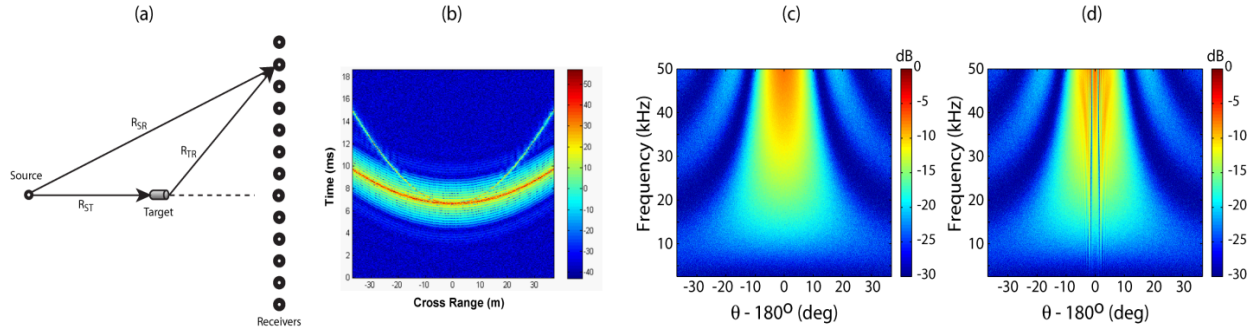 (a)
Source
R_ST
Target
R_SR
R_TR
Receivers
(b)
Time (ms)
18
16
14
12
10
8
6
4
2
0
-30 -20 -10 0 10 20 30
Cross Range (m)
50
40
30
20
10
0
-10
-20
-30
-40
(c)
Frequency (kHz)
50
40
30
20
10
-30 -20 -10 0 10 20 30
θ - 180⁰ (deg)
dB
0
-5
-10
-15
-20
-25
-30
(d)
Frequency (kHz)
50
40
30
20
10
-30 -20 -10 0 10 20 30
θ - 180⁰ (deg)
dB
0
-5
-10
-15
-20
-25
-30